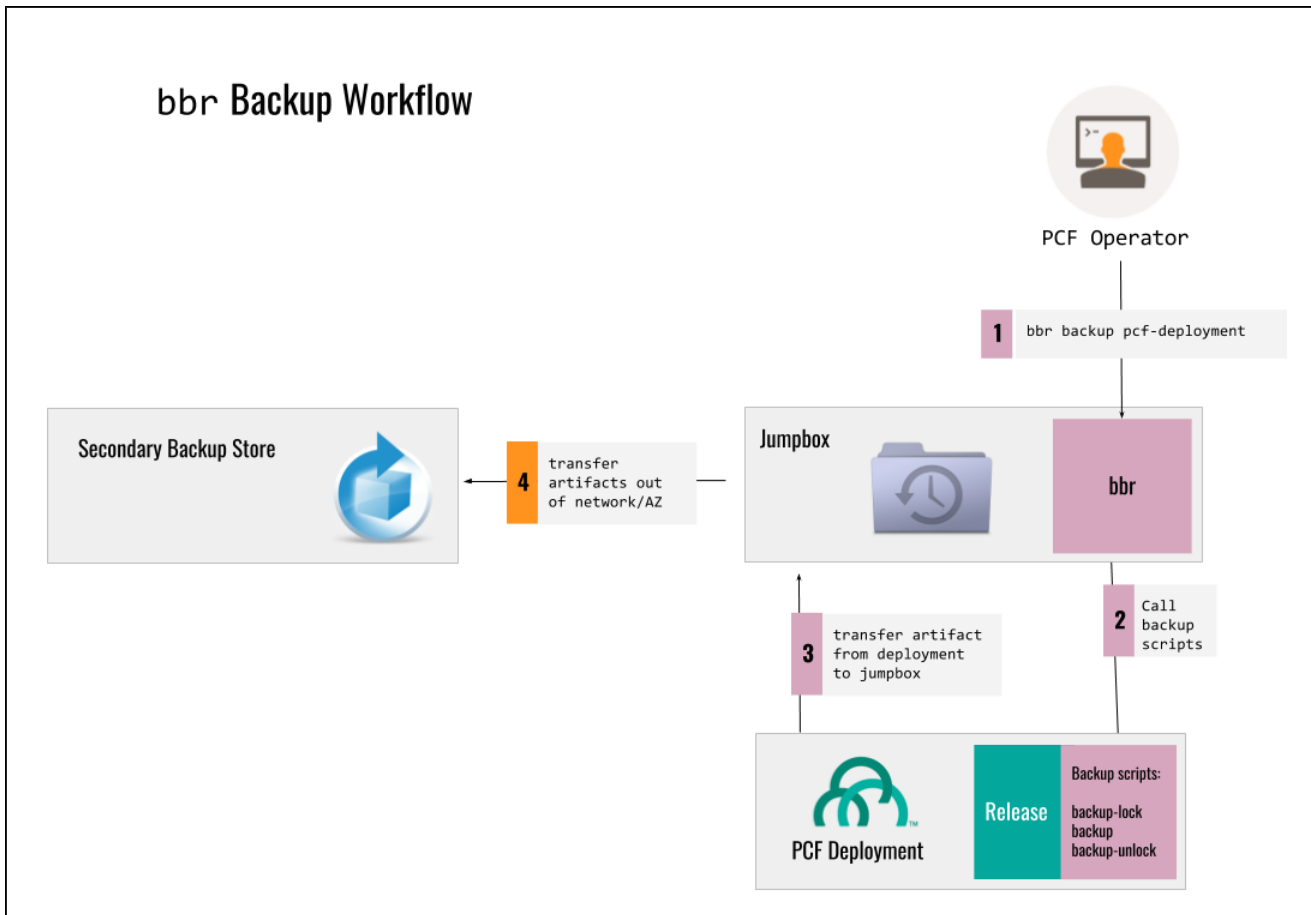 bbr Backup Workflow
>-
PCF Operator
1
bbr backup pcf-deployment
Secondary Backup Store
4
transfer
artifacts out
of network/AZ
Jumpbox
bbr
2
Call
backup
scripts
3
transfer artifact
from deployment
to jumpbox
TM
PCF Deployment
Release
Backup scripts:
backup-lock
backup
backup-unlock